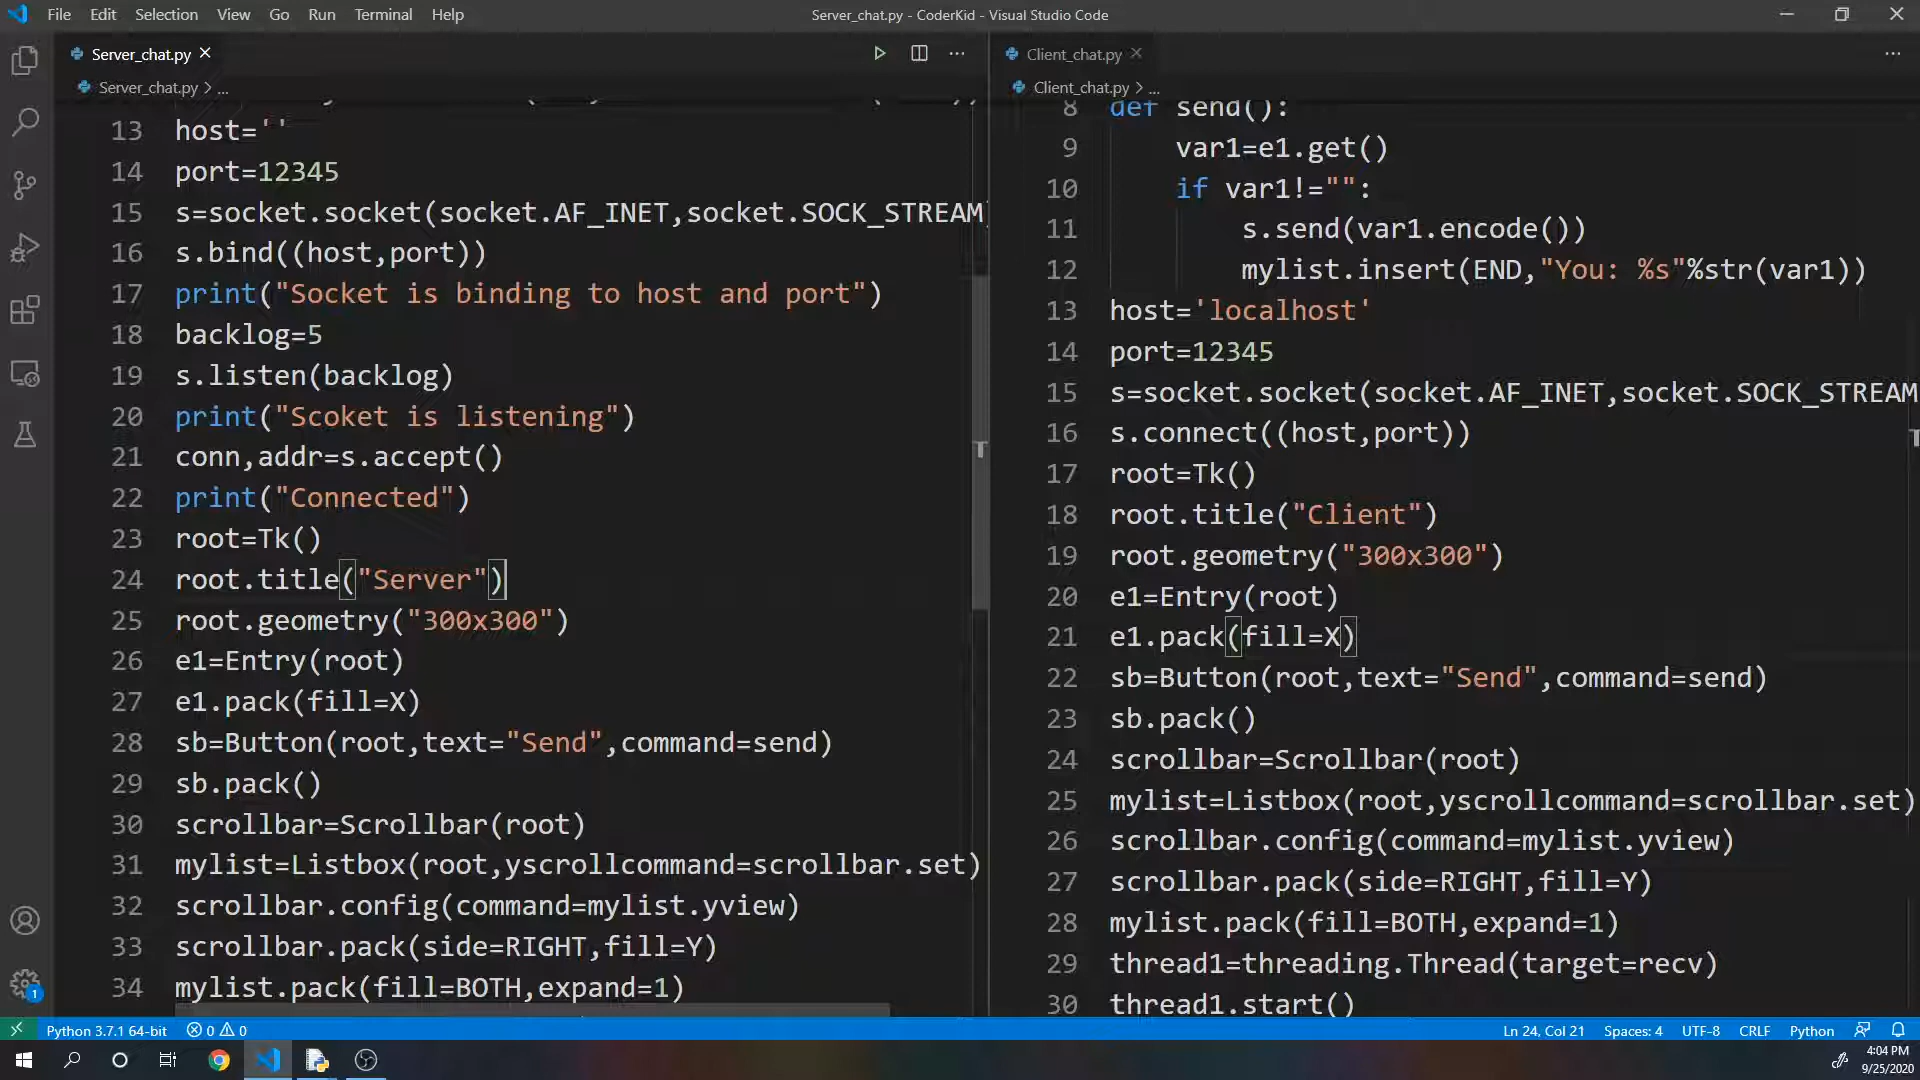 File Edit Selection View Go Run Terminal Help
Server_chat.py - CoderKid - Visual Studio Code
Server_chat.py
Server_chat.py > ...
13 host=''
14 port=12345
15 s=socket.socket(socket.AF_INET,socket.SOCK_STREAM)
16 s.bind((host,port))
17 print("Socket is binding to host and port")
18 backlog=5
19 s.listen(backlog)
20 print("Scoket is listening")
21 conn,addr=s.accept()
22 print("Connected")
23 root=Tk()
24 root.title("Server")
25 root.geometry("300x300")
26 e1=Entry(root)
27 e1.pack(fill=X)
28 sb=Button(root,text="Send",command=send)
29 sb.pack()
30 scrollbar=Scrollbar(root)
31 mylist=Listbox(root,yscrollcommand=scrollbar.set)
32 scrollbar.config(command=mylist.yview)
33 scrollbar.pack(side=RIGHT,fill=Y)
34 mylist.pack(fill=BOTH,expand=1)
Client_chat.py
Client_chat.py > ...
8 def send():
9 var1=e1.get()
10 if var1!="":
11 s.send(var1.encode())
12 mylist.insert(END,"You: %s"%str(var1))
13 host='localhost'
14 port=12345
15 s=socket.socket(socket.AF_INET,socket.SOCK_STREAM
16 s.connect((host,port))
17 root=Tk()
18 root.title("Client")
19 root.geometry("300x300")
20 e1=Entry(root)
21 e1.pack(fill=X)
22 sb=Button(root,text="Send",command=send)
23 sb.pack()
24 scrollbar=Scrollbar(root)
25 mylist=Listbox(root,yscrollcommand=scrollbar.set)
26 scrollbar.config(command=mylist.yview)
27 scrollbar.pack(side=RIGHT,fill=Y)
28 mylist.pack(fill=BOTH,expand=1)
29 thread1=threading.Thread(target=recv)
30 thread1.start()
1
Python 3.7.1 64-bit 0 0 Ln 24, Col 21 Spaces: 4 UTF-8 CRLF Python
4:04 PM
9/25/2020